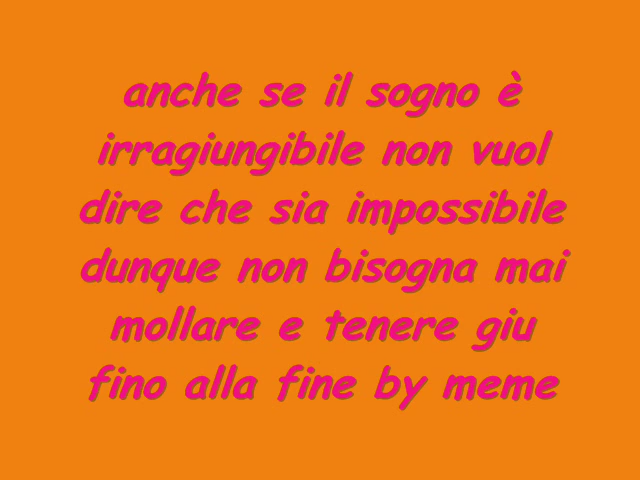 anche se il sogno è
irragiungibile non vuol
dire che sia impossibile
dunque non bisogna mai
mollare e tenere giu
fino alla fine by meme